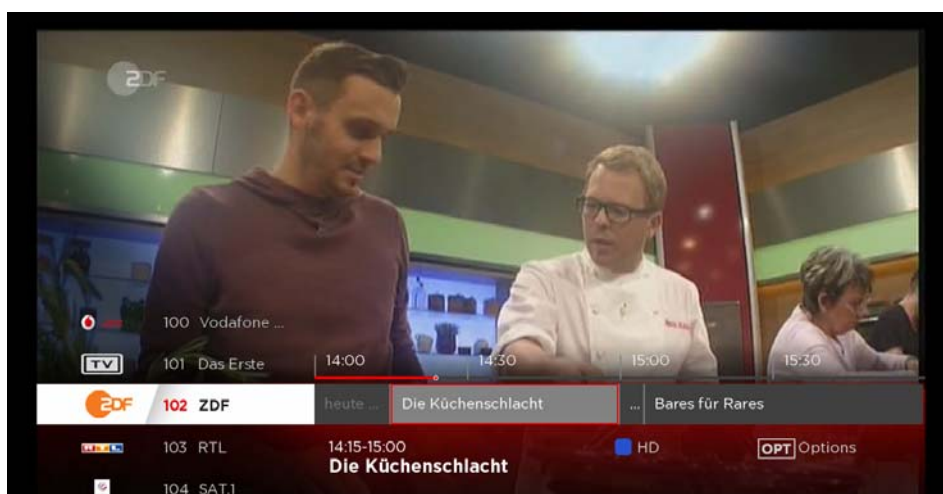 ZDF
100 Vodafone ...
TV 101 Das Erste 14:00 14:30 15:00 15:30
ZDF 102 ZDF heute ... Die Küchenschlacht ... Bares für Rares
RTL 103 RTL 14:15-15:00 HD OPT Options
Die Küchenschlacht
104 SAT.1